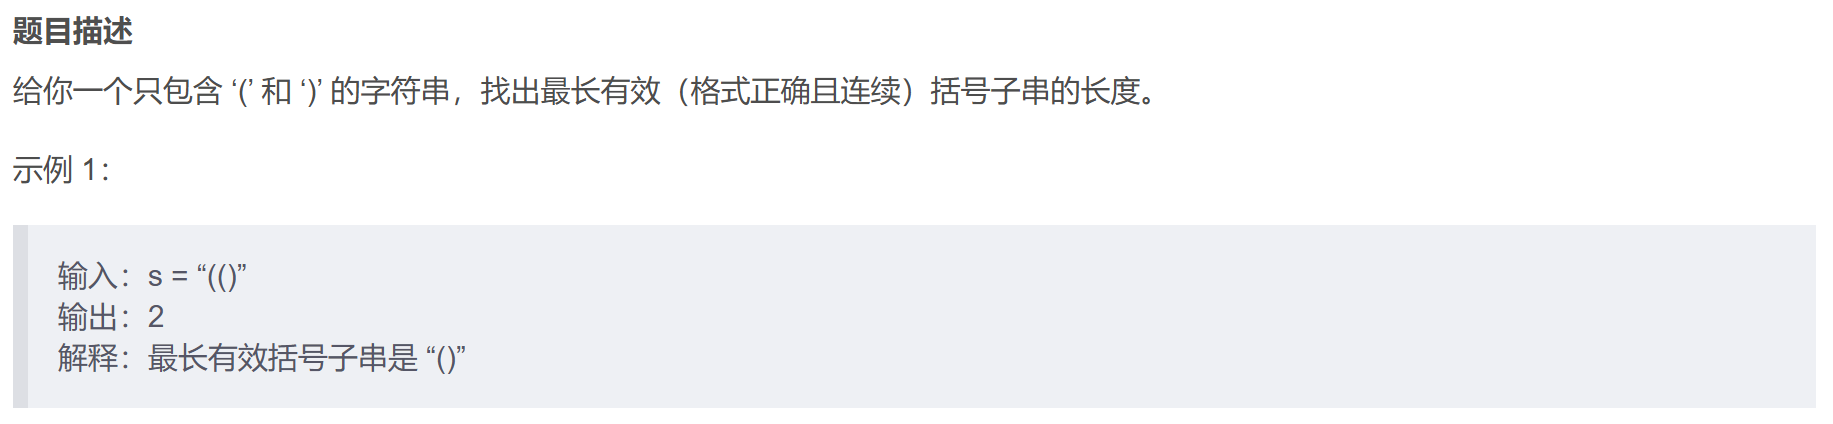 题目描述
给你一个只包含 ‘(’ 和 ‘)’ 的字符串，找出最长有效（格式正确且连续）括号子串的长度。
示例 1：
输入：s = “(()”
输出：2
解释：最长有效括号子串是 “()”